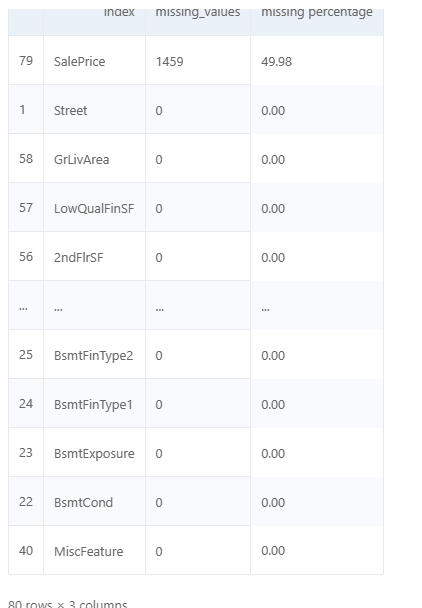 index missing_values missing percentage
79 SalePrice 1459 49.98
1 Street 0 0.00
58 GrLivArea 0 0.00
57 LowQualFinSF 0 0.00
56 2ndFlrSF 0 0.00
... ... ... ...
25 BsmtFinType2 0 0.00
24 BsmtFinType1 0 0.00
23 BsmtExposure 0 0.00
22 BsmtCond 0 0.00
40 MiscFeature 0 0.00
80 rows × 3 columns